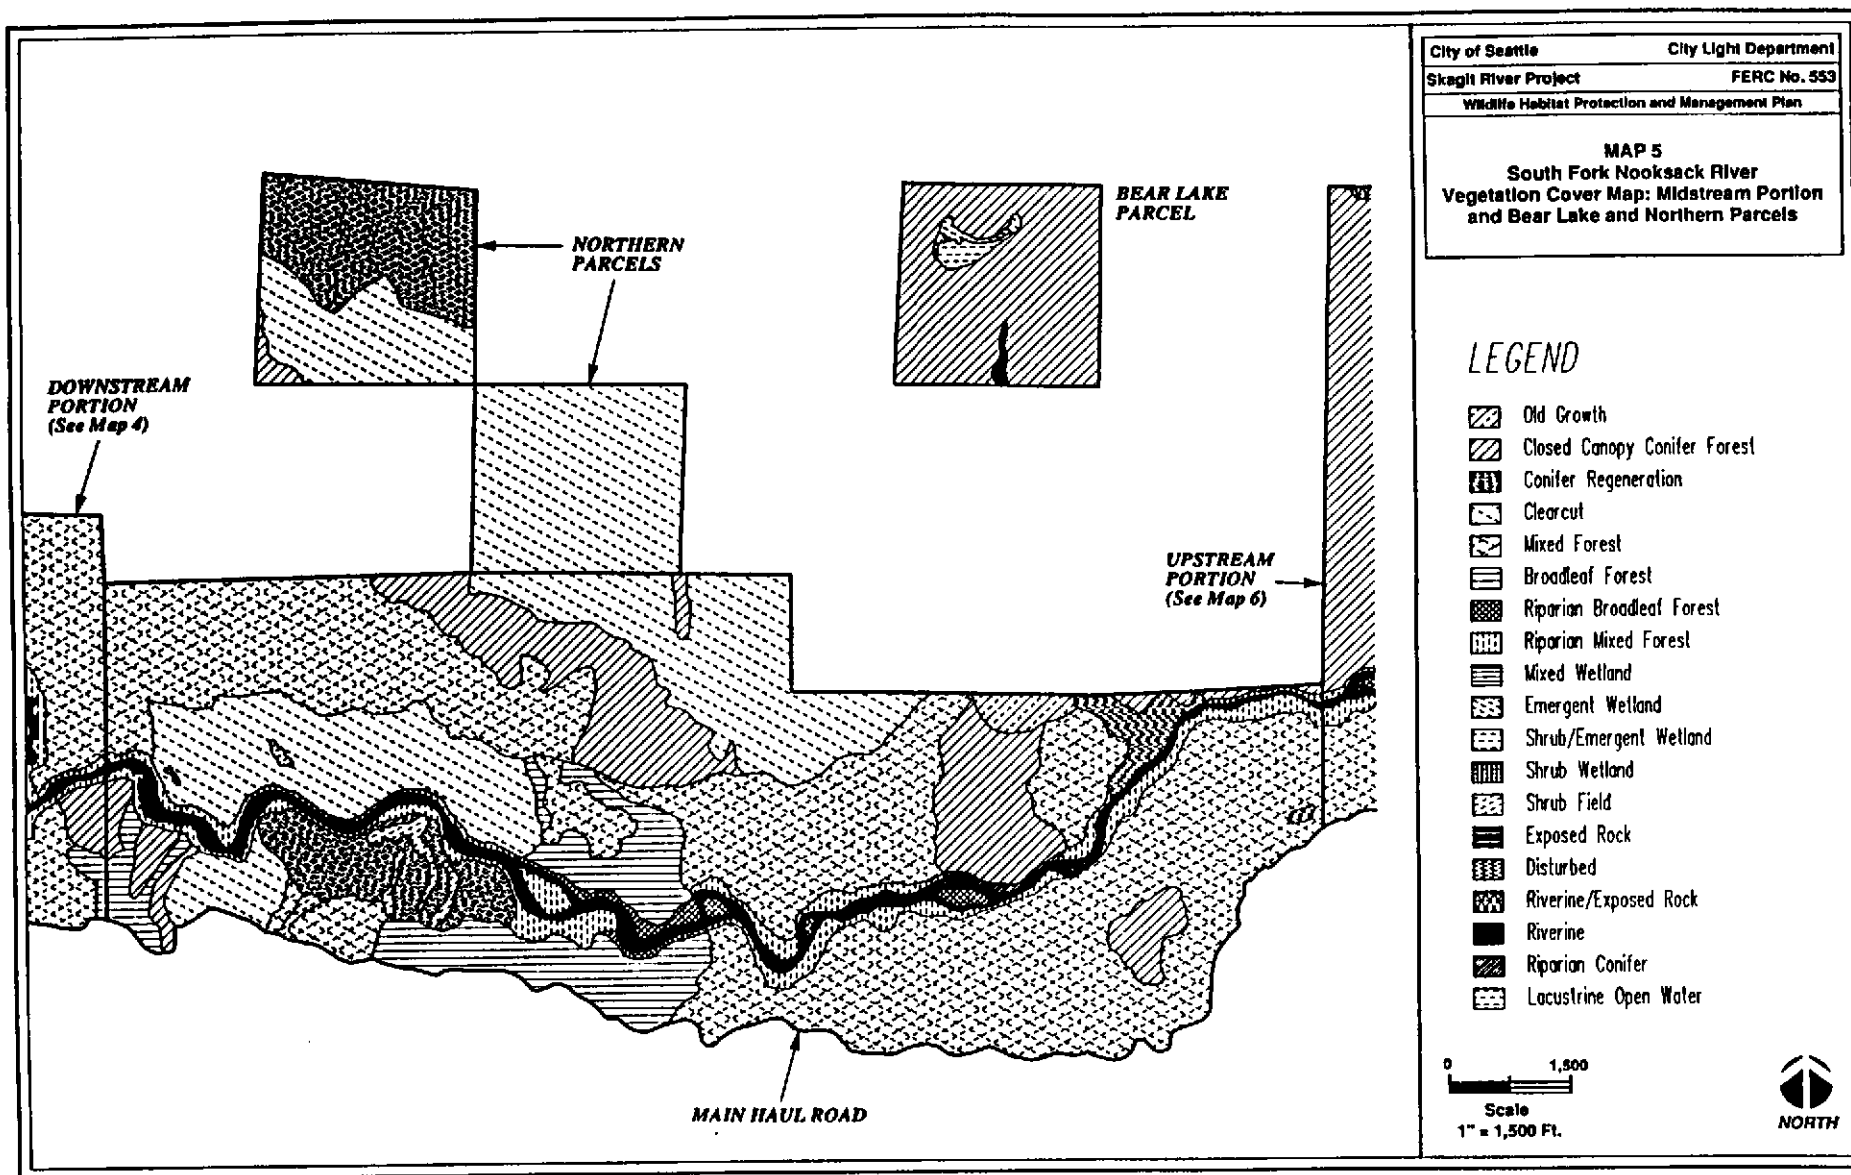 City of Seattle City Light Department
Skagit River Project FERC No. 553
Wildlife Habitat Protection and Management Plan
MAP 5
South Fork Nooksack River
Vegetation Cover Map: Midstream Portion
and Bear Lake and Northern Parcels
BEAR LAKE
PARCEL
NORTHERN
PARCELS
DOWNSTREAM
PORTION
(See Map 4)
UPSTREAM
PORTION
(See Map 6)
MAIN HAUL ROAD
LEGEND
Old Growth
Closed Canopy Conifer Forest
Conifer Regeneration
Clearcut
Mixed Forest
Broadleaf Forest
Riparian Broadleaf Forest
Riparian Mixed Forest
Mixed Wetland
Emergent Wetland
Shrub/Emergent Wetland
Shrub Wetland
Shrub Field
Exposed Rock
Disturbed
Riverine/Exposed Rock
Riverine
Riparian Conifer
Lacustrine Open Water
0 1,500
Scale
1" = 1,500 Ft.
NORTH